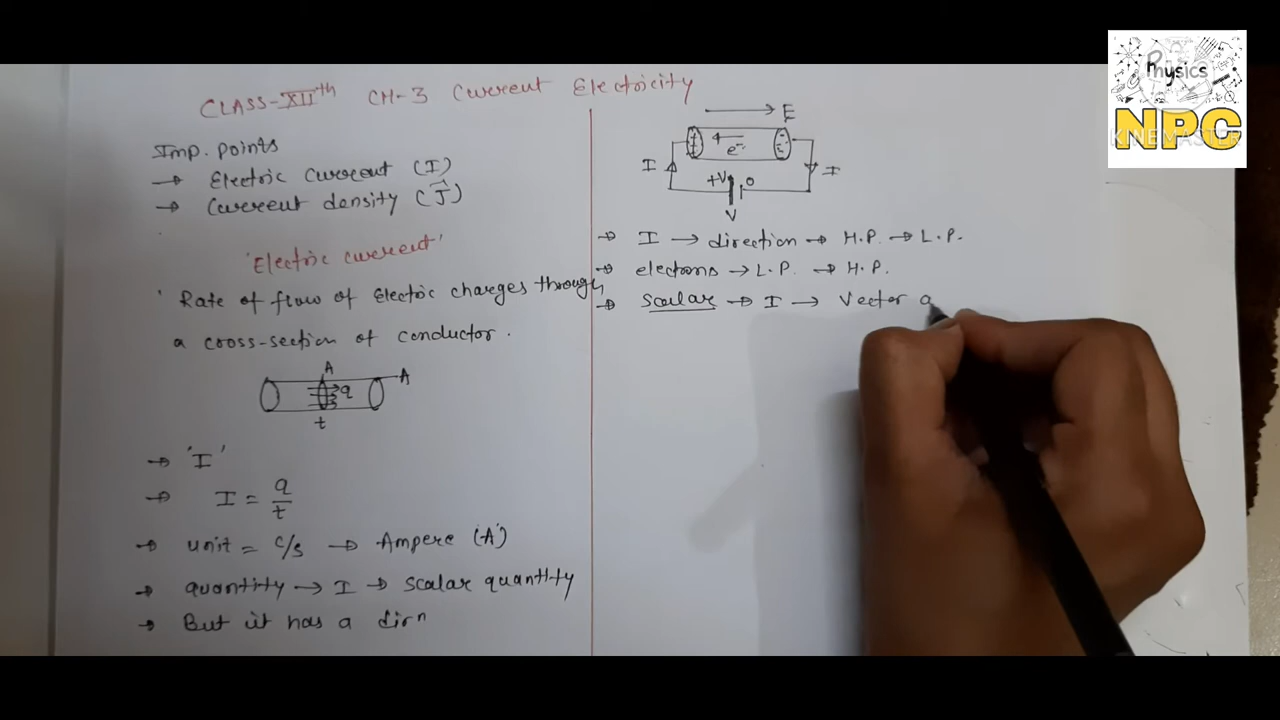 Physics
NPC
KINEMASTER
CLASS-XIIth CH-3 Current Electricity
Imp. points
→ Electric current (I)
→ Current density (J⃗)
'Electric current'
' Rate of flow of Electric charges through
a cross-section of conductor.
A
A
q
t
→ 'I'
→ I = q/t
→ unit = C/s → Ampere (A)
→ quantity → I → scalar quantity
→ But it has a dirn
E
e-
I
I
+V
0
V
→ I → direction → H.P. → L.P.
→ electrons → L.P. → H.P.
→ scalar → I → Vector a